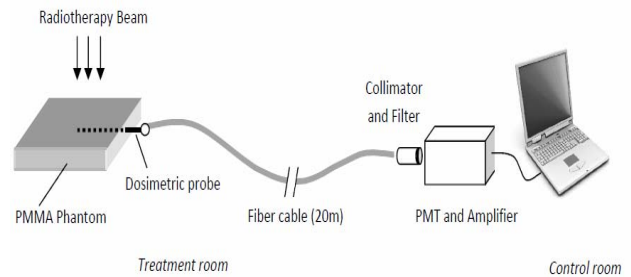 Radiotherapy Beam
Collimator
and Filter
Dosimetric probe
PMMA Phantom
Fiber cable (20m)
PMT and Amplifier
Treatment room
Control room